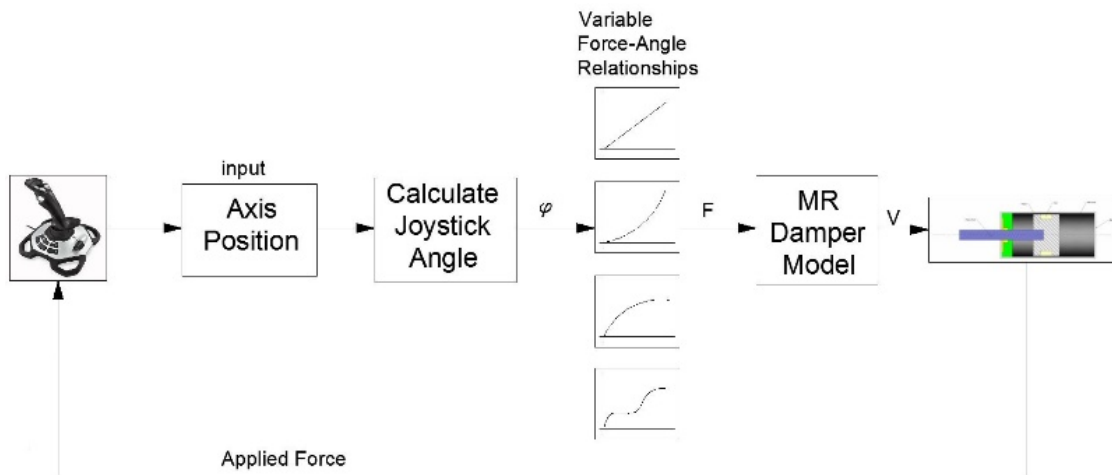 Variable
Force-Angle
Relationships
input
Axis
Position
Calculate
Joystick
Angle
φ
F
MR
Damper
Model
V
Applied Force